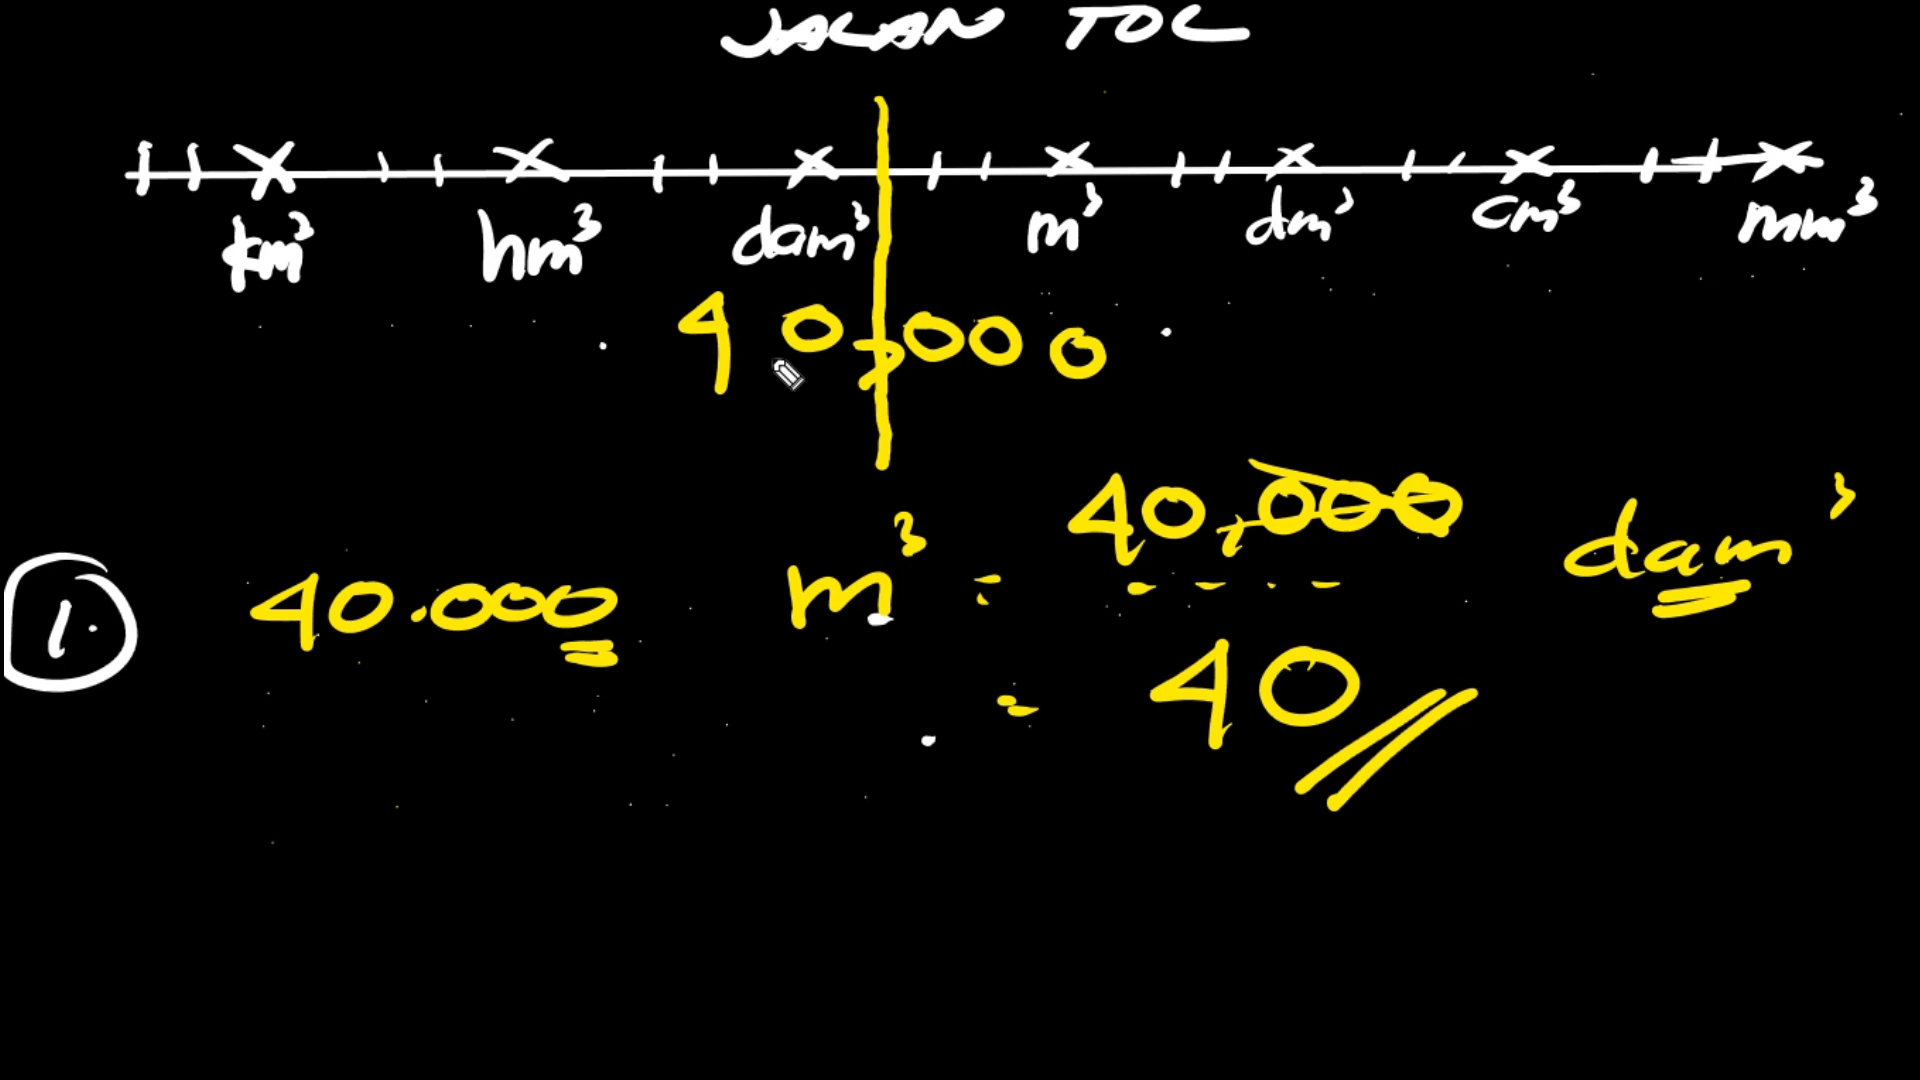 JALAN TOL
km³ hm³ dam³ m³ dm³ cm³ mm³
40,000
1. 40.000 m³ = 40,000 dam³
= 40